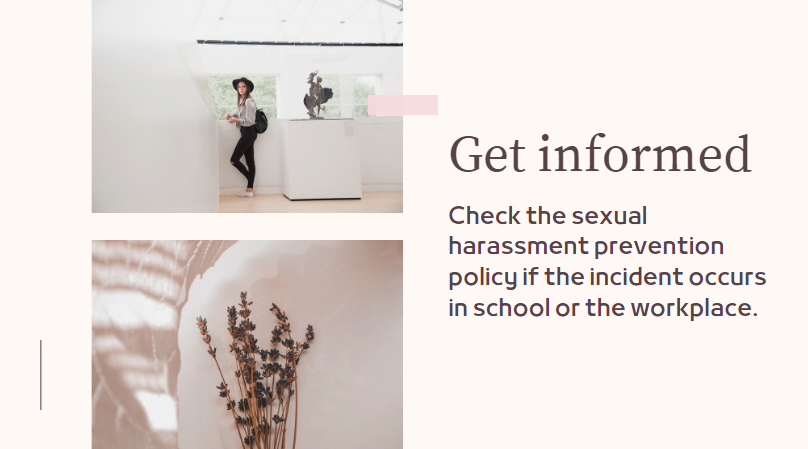 Get informed
Check the sexual
harassment prevention
policy if the incident occurs
in school or the workplace.